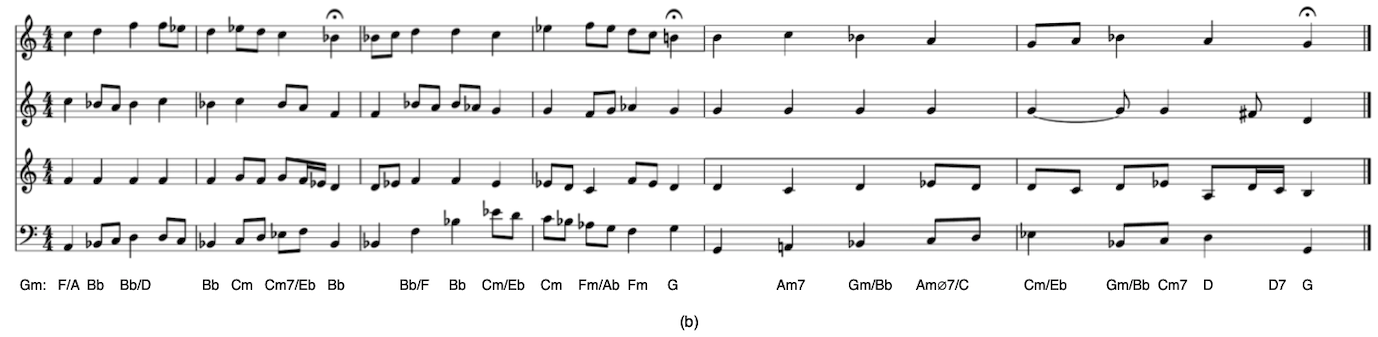 Gm: F/A Bb Bb/D Bb Cm Cm7/Eb Bb Bb/F Bb Cm/Eb Cm Fm/Ab Fm G Am7 Gm/Bb Am∅7/C Cm/Eb Gm/Bb Cm7 D D7 G
(b)